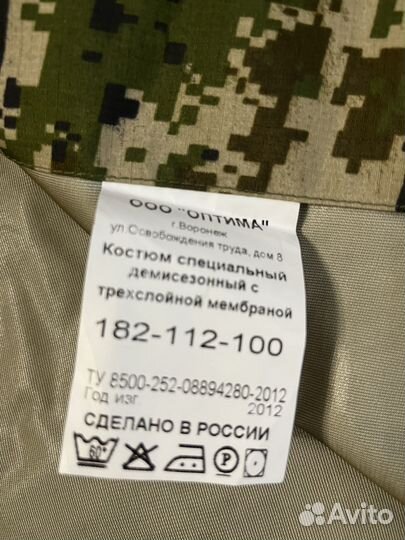 ООО "ОПТИМА"
г.Воронеж
ул.Освобождения труда, дом 8
Костюм специальный
демисезонный с
трехслойной мембраной
182-112-100
ТУ 8500-252-08894280-2012
Год изг. 2012
СДЕЛАНО В РОССИИ
60° P
Avito